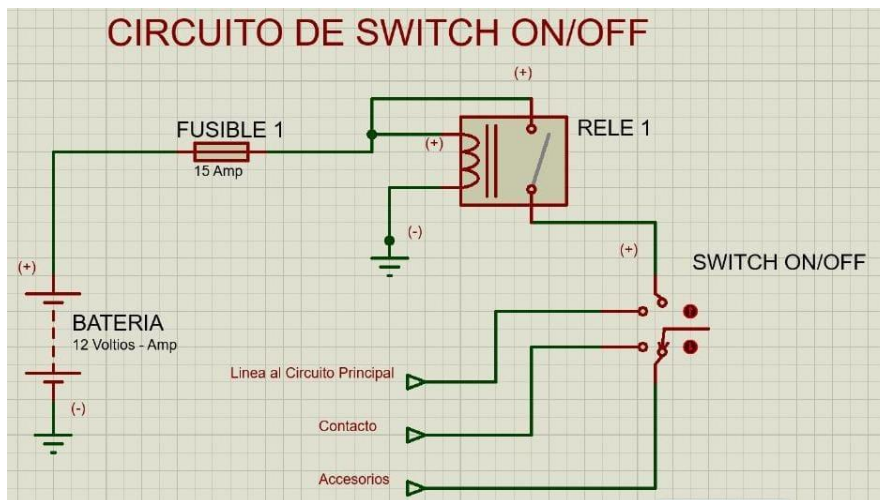 CIRCUITO DE SWITCH ON/OFF
(+)
FUSIBLE 1
RELE 1
(+)
15 Amp
(-)
(+)
(+)
SWITCH ON/OFF
BATERIA
12 Voltios - Amp
Linea al Circuito Principal
(-)
Contacto
Accesorios